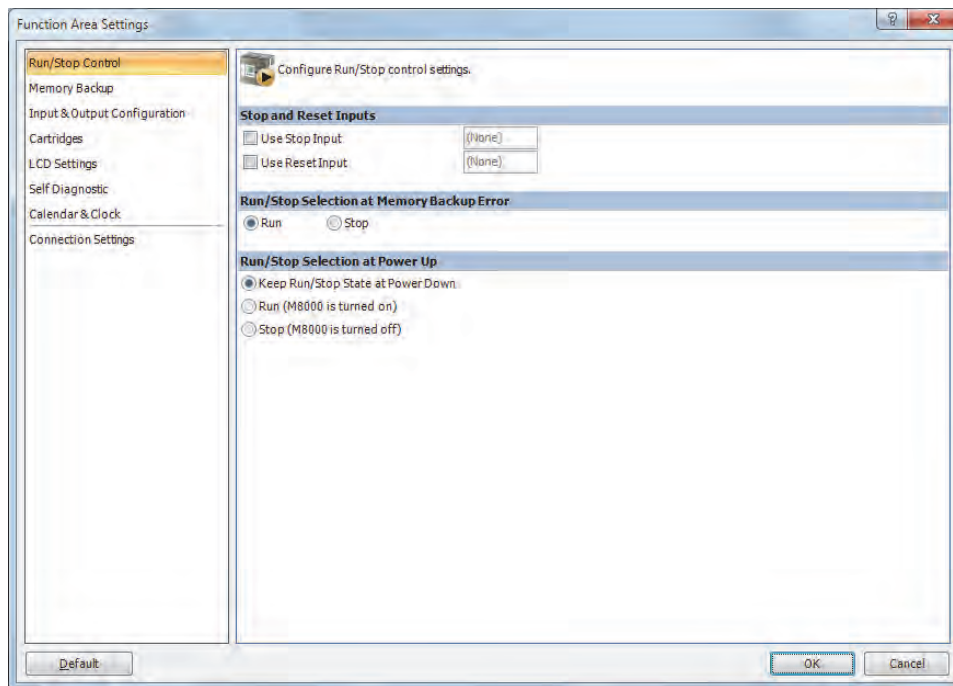 Function Area Settings
Run/Stop Control
Memory Backup
Input & Output Configuration
Cartridges
LCD Settings
Self Diagnostic
Calendar & Clock
Connection Settings
Configure Run/Stop control settings.
Stop and Reset Inputs
Use Stop Input (None)
Use Reset Input (None)
Run/Stop Selection at Memory Backup Error
Run Stop
Run/Stop Selection at Power Up
Keep Run/Stop State at Power Down
Run (M8000 is turned on)
Stop (M8000 is turned off)
Default OK Cancel